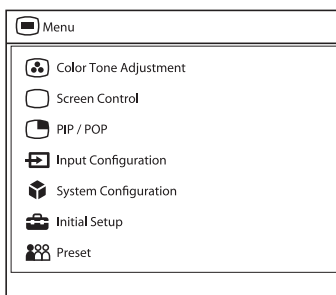 Menu
Color Tone Adjustment
Screen Control
PIP / POP
Input Configuration
System Configuration
Initial Setup
Preset